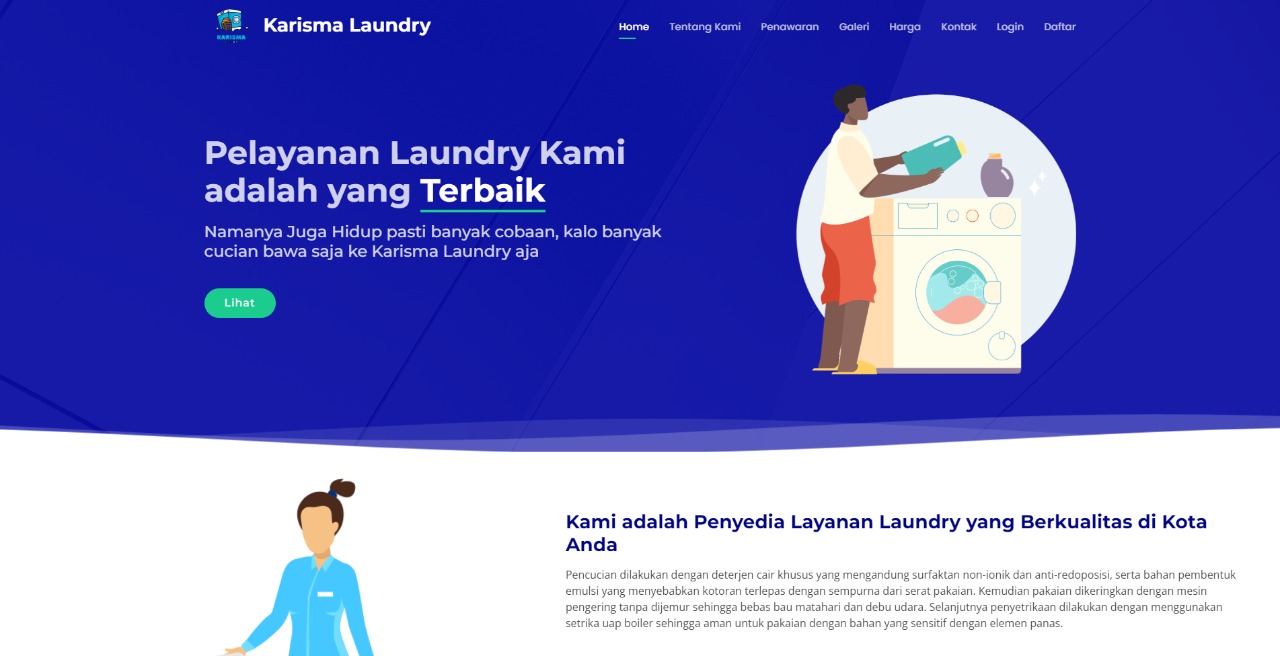 KARISMA
Karisma Laundry
Home
Tentang Kami
Penawaran
Galeri
Harga
Kontak
Login
Daftar
Pelayanan Laundry Kami
adalah yang Terbaik
Namanya Juga Hidup pasti banyak cobaan, kalo banyak
cucian bawa saja ke Karisma Laundry aja
Lihat
Kami adalah Penyedia Layanan Laundry yang Berkualitas di Kota
Anda
Pencucian dilakukan dengan deterjen cair khusus yang mengandung surfaktan non-ionik dan anti-redoposisi, serta bahan pembentuk
emulsi yang menyebabkan kotoran terlepas dengan sempurna dari serat pakaian. Kemudian pakaian dikeringkan dengan mesin
pengering tanpa dijemur sehingga bebas bau matahari dan debu udara. Selanjutnya penyetrikaan dilakukan dengan menggunakan
setrika uap boiler sehingga aman untuk pakaian dengan bahan yang sensitif dengan elemen panas.